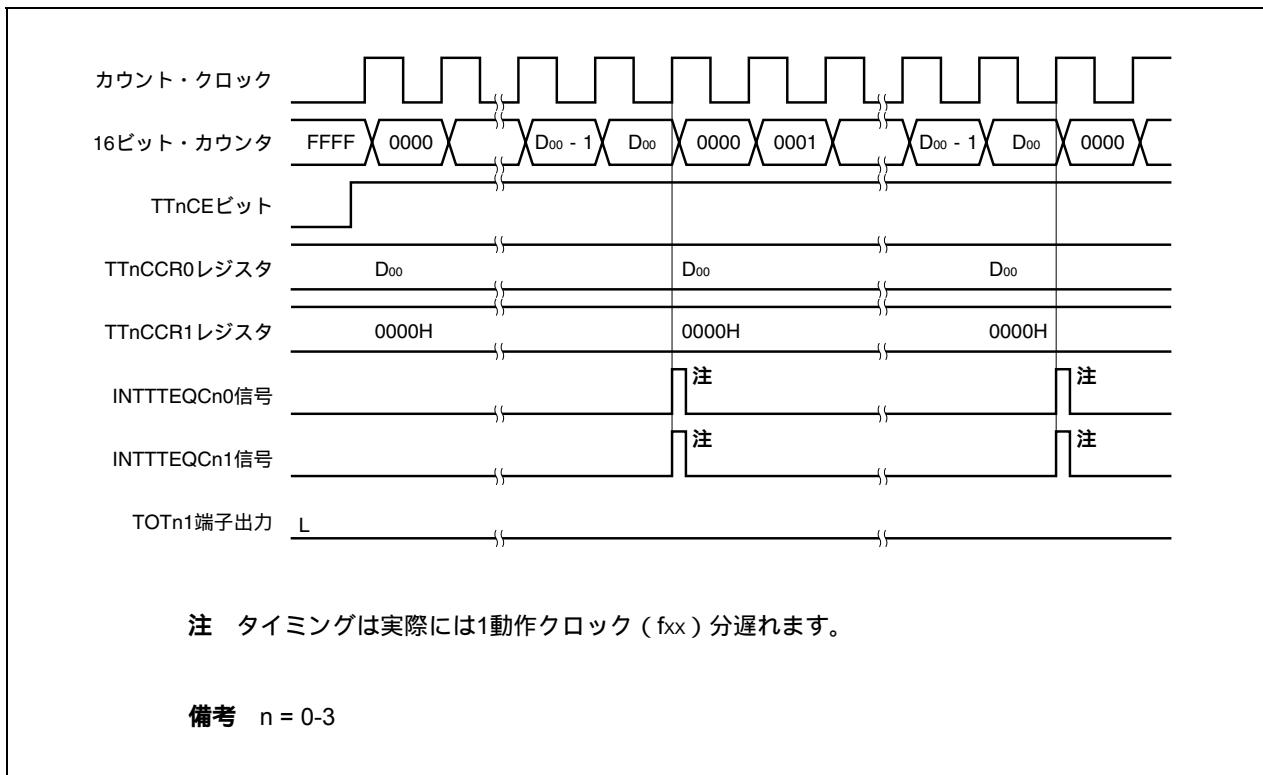 カウント・クロック
16ビット・カウンタ FFFF 0000 D₀₀ - 1 D₀₀ 0000 0001 D₀₀ - 1 D₀₀ 0000
TTnCEビット
TTnCCR0レジスタ D₀₀ D₀₀ D₀₀
TTnCCR1レジスタ 0000H 0000H 0000H
INTTTEQCn0信号 注 注
INTTTEQCn1信号 注 注
TOTn1端子出力 L
注 タイミングは実際には1動作クロック（fxx）分遅れます。
備考 n = 0-3